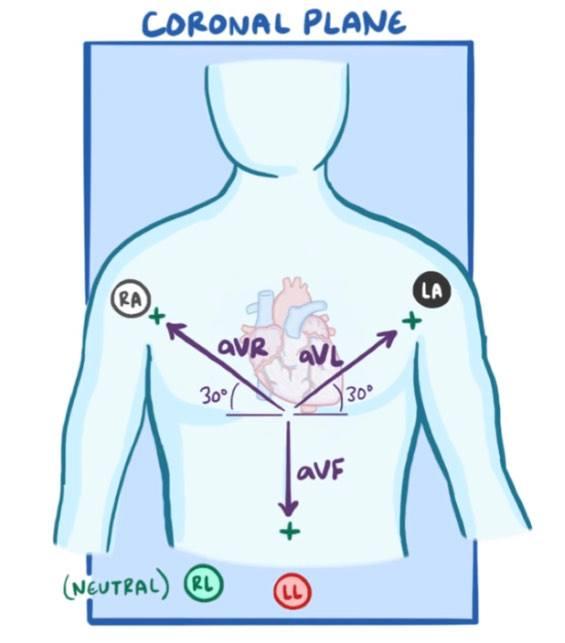 CORONAL PLANE
RA
LA
+
+
aVR
aVL
30°
30°
aVF
+
(NEUTRAL) RL
LL